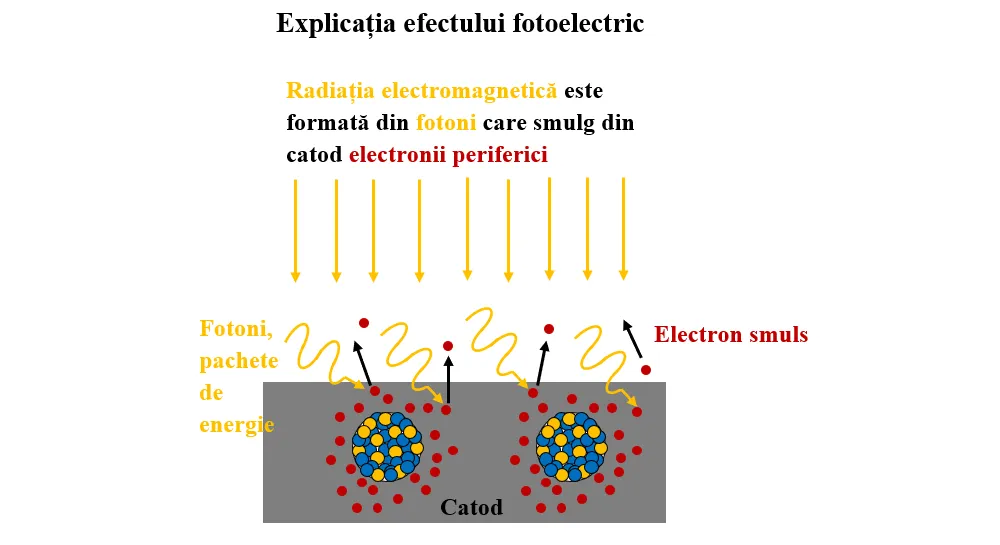 Explicația efectului fotoelectric
Radiația electromagnetică este
formată din fotoni care smulg din
catod electronii periferici
Fotoni,
pachete
de
energie
Electron smuls
Catod